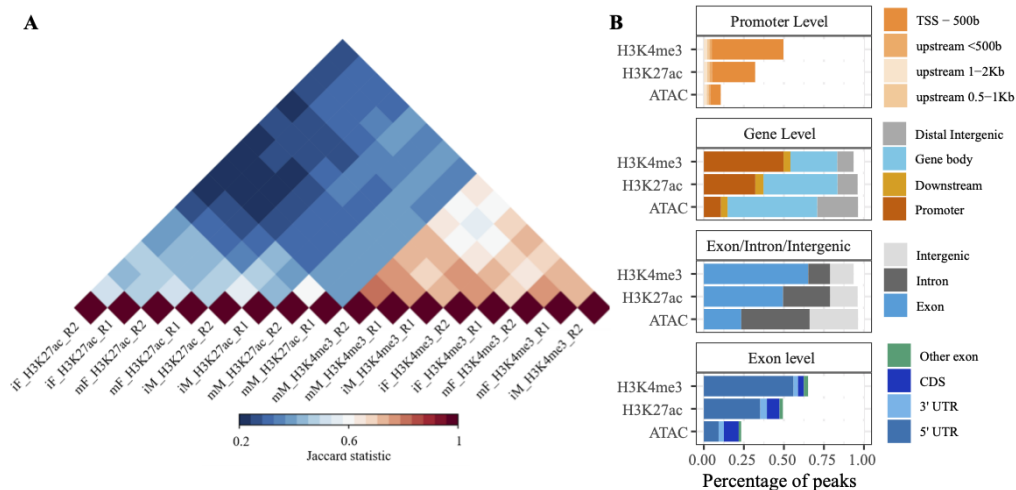 A
iF_H3K27ac_R2
iF_H3K27ac_R1
mF_H3K27ac_R2
mF_H3K27ac_R1
iM_H3K27ac_R2
iM_H3K27ac_R1
mM_H3K27ac_R2
mM_H3K27ac_R1
mM_H3K4me3_R2
mM_H3K4me3_R1
iM_H3K4me3_R1
iF_H3K4me3_R2
iF_H3K4me3_R1
mF_H3K4me3_R2
mF_H3K4me3_R1
iM_H3K4me3_R2
0.2
0.6
1
Jaccard statistic
B
Promoter Level
H3K4me3
H3K27ac
ATAC
TSS − 500b
upstream <500b
upstream 1−2Kb
upstream 0.5−1Kb
Gene Level
H3K4me3
H3K27ac
ATAC
Distal Intergenic
Gene body
Downstream
Promoter
Exon/Intron/Intergenic
H3K4me3
H3K27ac
ATAC
Intergenic
Intron
Exon
Exon level
H3K4me3
H3K27ac
ATAC
Other exon
CDS
3' UTR
5' UTR
0.00 0.25 0.50 0.75 1.00
Percentage of peaks